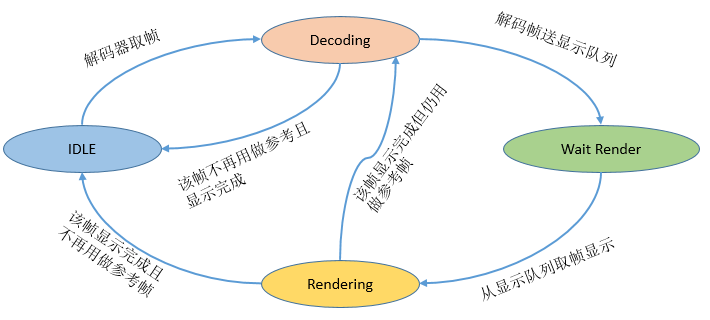 Decoding
解码器取帧
解码帧送显示队列
IDLE
该帧不再用做参考且
显示完成
该帧显示完成但仍用
做参考帧
Wait Render
该帧显示完成且
不再用做参考帧
Rendering
从显示队列取帧显示